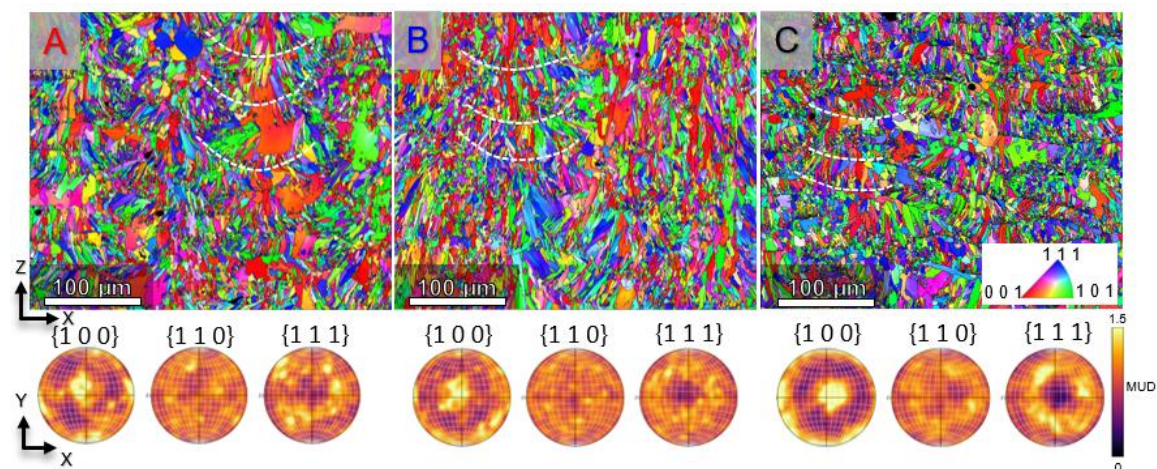 A
B
C
Z
X
100 µm
100 µm
100 µm
1 1 1
0 0 1
1 0 1
{1 0 0}
{1 1 0}
{1 1 1}
{1 0 0}
{1 1 0}
{1 1 1}
{1 0 0}
{1 1 0}
{1 1 1}
1.5
MUD
0
Y
X